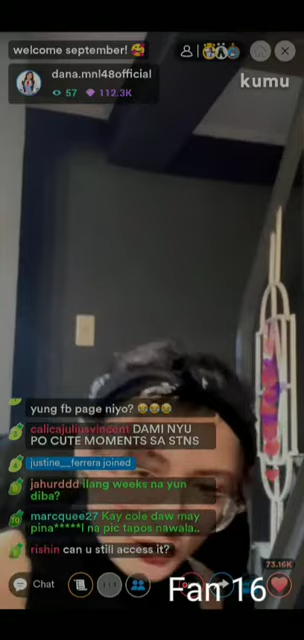 welcome september! 🥰
dana.mnl48official
57 112.3K
kumu
yung fb page niyo? 😂😂😂
calicajuliusvincent DAMI NYU
PO CUTE MOMENTS SA STNS
justine__ferrera joined
jahurddd Ilang weeks na yun
diba?
marcquee27 Kay cole daw may
pina*****l na pic tapos nawala..
rishin can u still access it?
73.16K
Chat
Fan 16